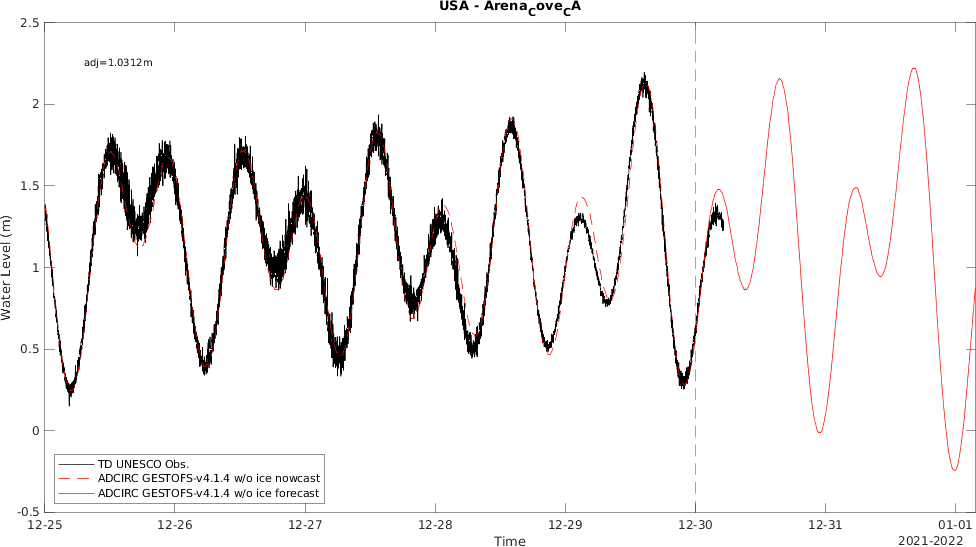 USA - Arena_Cove_CA
2.5
adj=1.0312m
2
1.5
1
0.5
0
-0.5
Water Level (m)
TD UNESCO Obs.
ADCIRC GESTOFS-v4.1.4 w/o ice nowcast
ADCIRC GESTOFS-v4.1.4 w/o ice forecast
12-25 12-26 12-27 12-28 12-29 12-30 12-31 01-01
Time
2021-2022